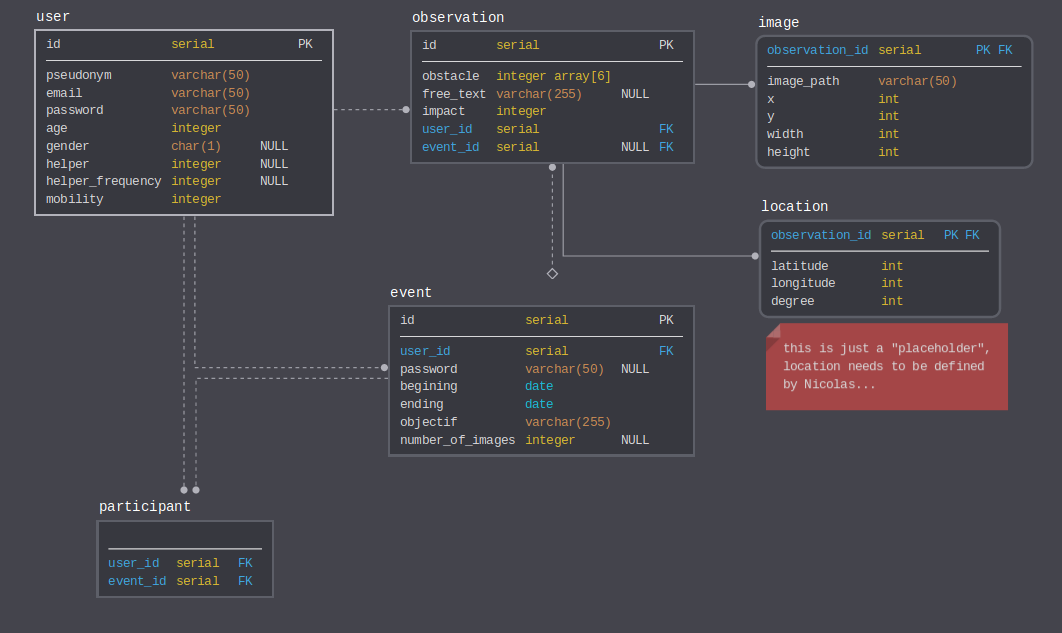 user
id serial PK
pseudonym varchar(50)
email varchar(50)
password varchar(50)
age integer
gender char(1) NULL
helper integer NULL
helper_frequency integer NULL
mobility integer
observation
id serial PK
obstacle integer array[6]
free_text varchar(255) NULL
impact integer
user_id serial FK
event_id serial NULL FK
image
observation_id serial PK FK
image_path varchar(50)
x int
y int
width int
height int
location
observation_id serial PK FK
latitude int
longitude int
degree int
this is just a "placeholder",
location needs to be defined
by Nicolas...
event
id serial PK
user_id serial FK
password varchar(50) NULL
begining date
ending date
objectif varchar(255)
number_of_images integer NULL
participant
user_id serial FK
event_id serial FK